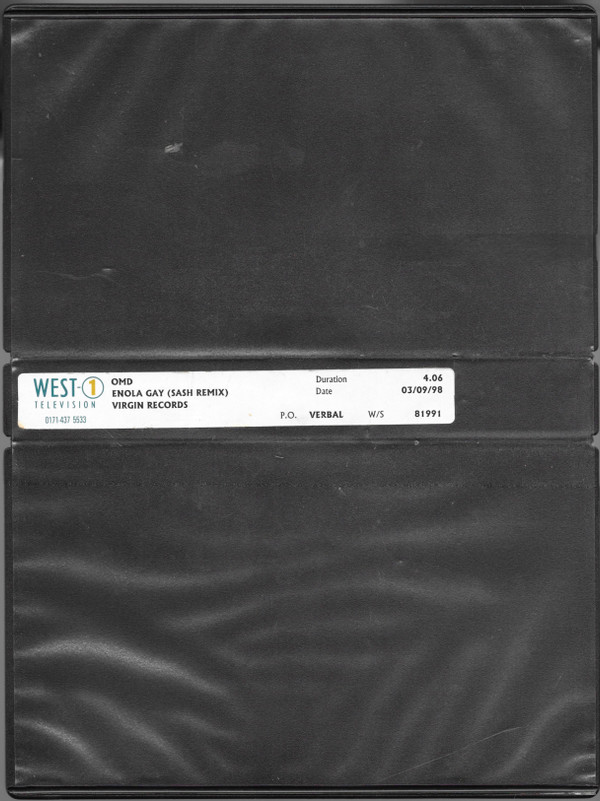 WEST-1
TELEVISION
0171-437 5533
OMD
ENOLA GAY (SASH REMIX)
VIRGIN RECORDS
Duration 4.06
Date 03/09/98
P.O. VERBAL W/S 81991